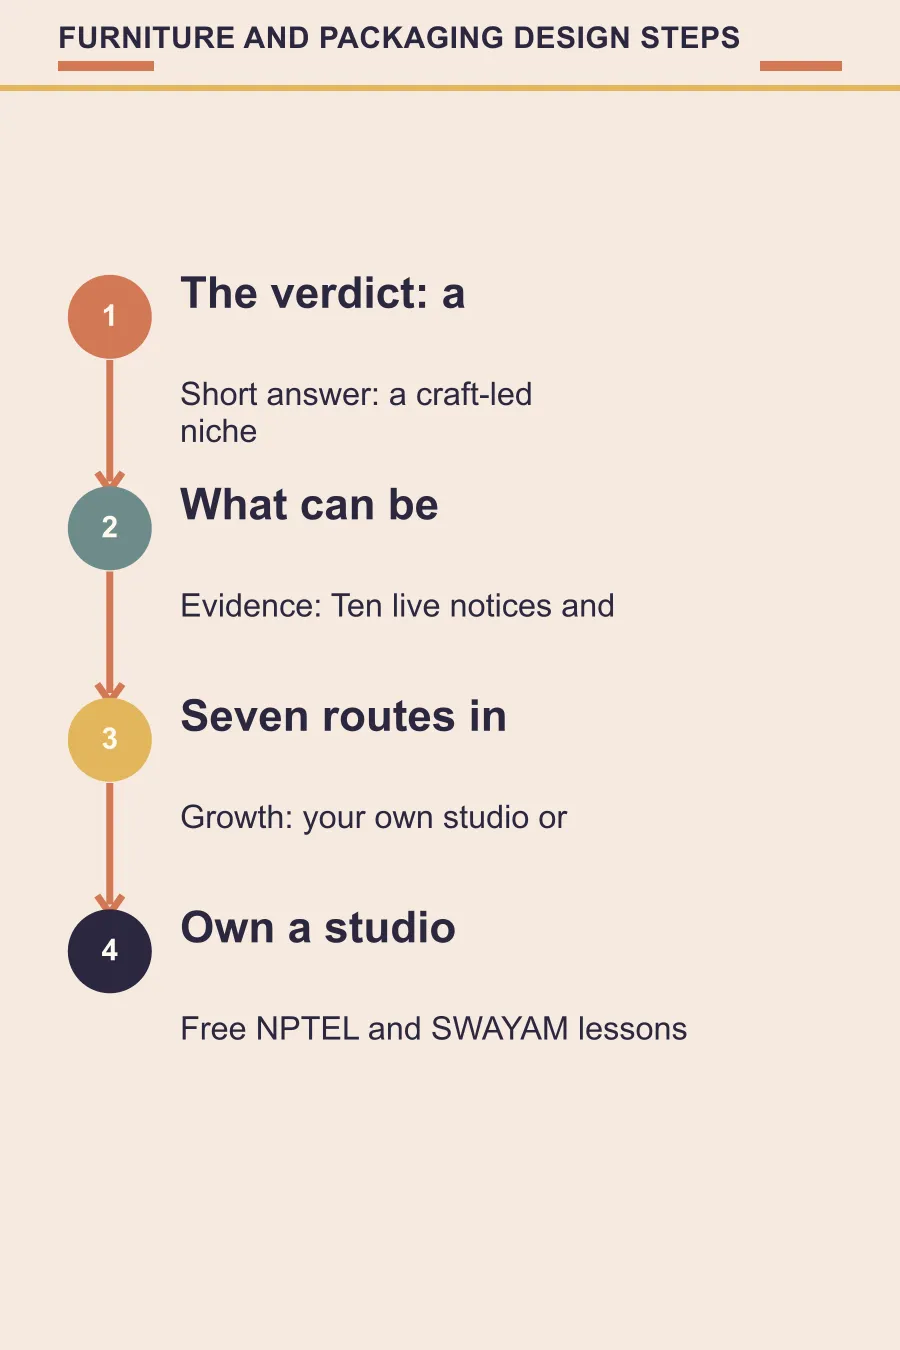 FURNITURE AND PACKAGING DESIGN STEPS
1
The verdict: a
Short answer: a craft-led
niche
2
What can be
Evidence: Ten live notices and
3
Seven routes in
Growth: your own studio or
4
Own a studio
Free NPTEL and SWAYAM lessons